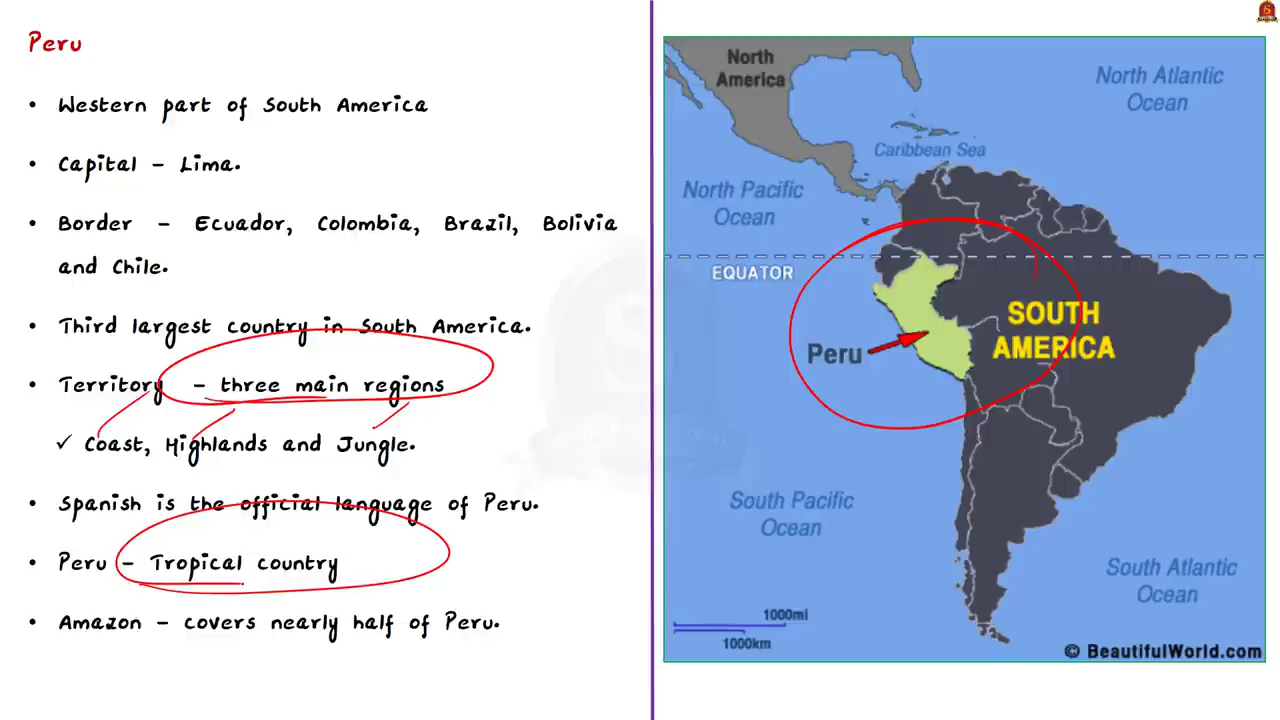 Peru
• Western part of South America
• Capital – Lima.
• Border – Ecuador, Colombia, Brazil, Bolivia
and Chile.
• Third largest country in South America.
• Territory – three main regions
✓ Coast, Highlands and Jungle.
• Spanish is the official language of Peru.
• Peru – Tropical country
• Amazon – covers nearly half of Peru.
North
America
North Atlantic
Ocean
Caribbean Sea
North Pacific
Ocean
EQUATOR
SOUTH
AMERICA
Peru
South Pacific
Ocean
South Atlantic
Ocean
1000mi
1000km
© BeautifulWorld.com